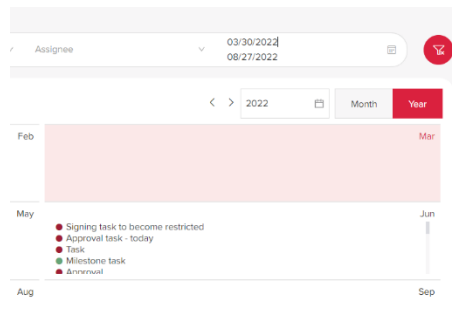 Assignee
03/30/2022
08/27/2022
2022
Month
Year
Feb
Mar
May
Jun
Signing task to become restricted
Approval task - today
Task
Milestone task
Approval
Aug
Sep